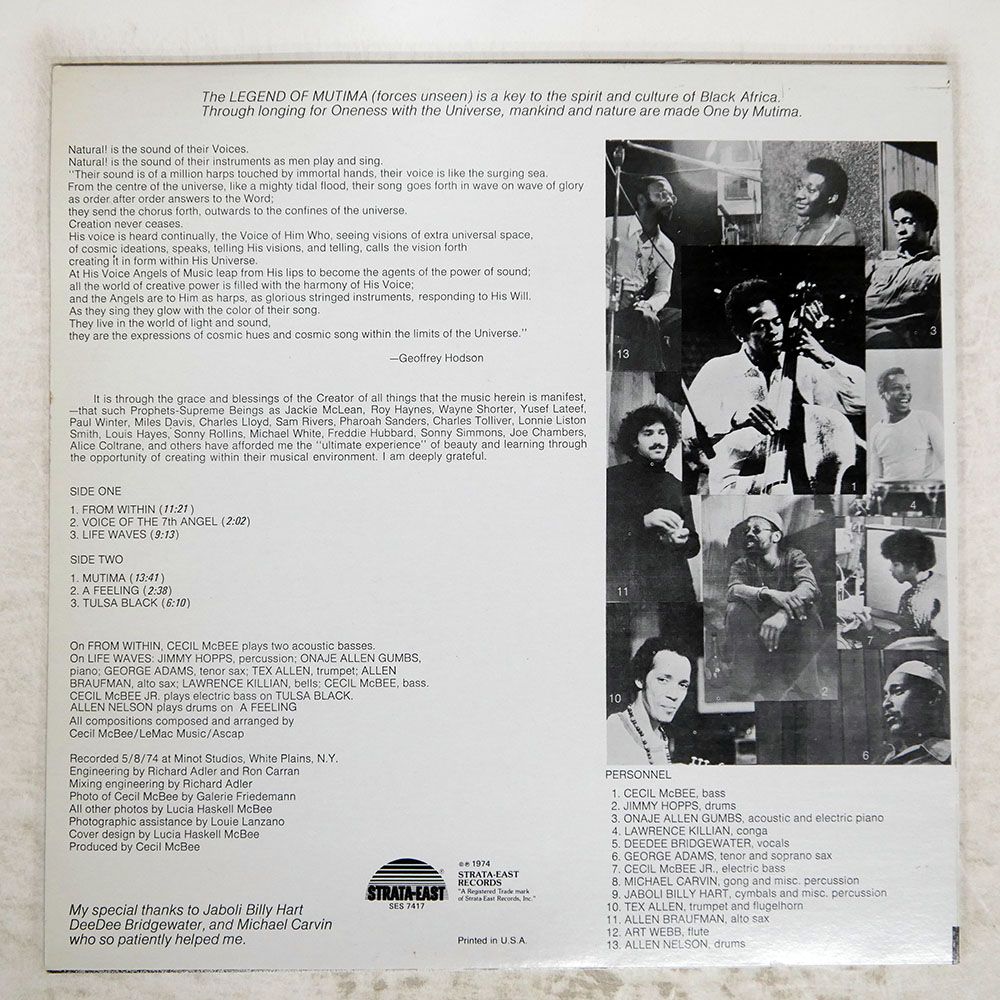 The LEGEND OF MUTIMA (forces unseen) is a key to the spirit and culture of Black Africa.
Through longing for Oneness with the Universe, mankind and nature are made One by Mutima.
Natural! is the sound of their Voices.
Natural! is the sound of their instruments as men play and sing.
"Their sound is of a million harps touched by immortal hands, their voice is like the surging sea.
From the centre of the universe, like a mighty tidal flood, their song goes forth in wave on wave of glory
as order after order answers to the Word;
they send the chorus forth, outwards to the confines of the universe.
Creation never ceases.
His voice is heard continually, the Voice of Him Who, seeing visions of extra universal space,
of cosmic ideations, speaks, telling His visions, and telling, calls the vision forth
creating it in form within His Universe.
At His Voice Angels of Music leap from His lips to become the agents of the power of sound;
all the world of creative power is filled with the harmony of His Voice;
and the Angels are to Him as harps, as glorious stringed instruments, responding to His Will.
As they sing they glow with the color of their song.
They live in the world of light and sound,
they are the expressions of cosmic hues and cosmic song within the limits of the Universe."
—Geoffrey Hodson
It is through the grace and blessings of the Creator of all things that the music herein is manifest,
—that such Prophets-Supreme Beings as Jackie McLean, Roy Haynes, Wayne Shorter, Yusef Lateef,
Paul Winter, Miles Davis, Charles Lloyd, Sam Rivers, Pharoah Sanders, Charles Tolliver, Lonnie Liston
Smith, Louis Hayes, Sonny Rollins, Michael White, Freddie Hubbard, Sonny Simmons, Joe Chambers,
Alice Coltrane, and others have afforded me the "ultimate experience" of beauty and learning through
the opportunity of creating within their musical environment. I am deeply grateful.
SIDE ONE
1. FROM WITHIN (11:21)
2. VOICE OF THE 7th ANGEL (2:02)
3. LIFE WAVES (9:13)
SIDE TWO
1. MUTIMA (13:41)
2. A FEELING (2:38)
3. TULSA BLACK (6:10)
On FROM WITHIN, CECIL McBEE plays two acoustic basses.
On LIFE WAVES: JIMMY HOPPS, percussion; ONAJE ALLEN GUMBS,
piano; GEORGE ADAMS, tenor sax; TEX ALLEN, trumpet; ALLEN
BRAUFMAN, alto sax; LAWRENCE KILLIAN, bells; CECIL McBEE, bass.
CECIL McBEE JR. plays electric bass on TULSA BLACK.
ALLEN NELSON plays drums on A FEELING
All compositions composed and arranged by
Cecil McBee/LeMac Music/Ascap
Recorded 5/8/74 at Minot Studios, White Plains, N.Y.
Engineering by Richard Adler and Ron Carran
Mixing engineering by Richard Adler
Photo of Cecil McBee by Galerie Friedemann
All other photos by Lucia Haskell McBee
Photographic assistance by Louie Lanzano
Cover design by Lucia Haskell McBee
Produced by Cecil McBee
My special thanks to Jaboli Billy Hart
DeeDee Bridgewater, and Michael Carvin
who so patiently helped me.
STRATA-EAST
SES 7417
©℗ 1974
STRATA-EAST
RECORDS
"A Registered Trade mark
of Strata-East Records, Inc."
Printed in U.S.A.
13
3
1
4
11
7
2
10
6
PERSONNEL
1. CECIL McBEE, bass
2. JIMMY HOPPS, drums
3. ONAJE ALLEN GUMBS, acoustic and electric piano
4. LAWRENCE KILLIAN, conga
5. DEEDEE BRIDGEWATER, vocals
6. GEORGE ADAMS, tenor and soprano sax
7. CECIL McBEE JR., electric bass
8. MICHAEL CARVIN, gong and misc. percussion
9. JABOLI BILLY HART, cymbals and misc. percussion
10. TEX ALLEN, trumpet and flugelhorn
11. ALLEN BRAUFMAN, alto sax
12. ART WEBB, flute
13. ALLEN NELSON, drums